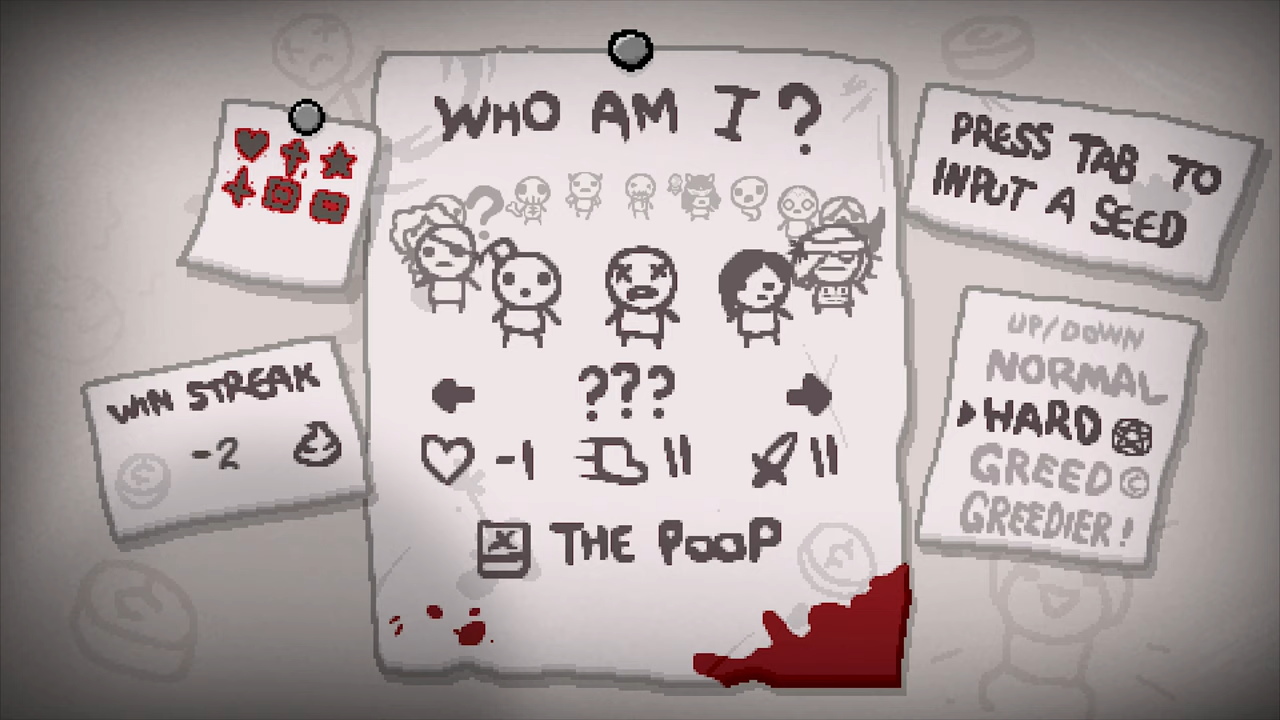 WHO AM I?
PRESS TAB TO
INPUT A SEED
?
WIN STREAK
-2
???
-1
THE POOP
UP/DOWN
NORMAL
HARD
GREED
GREEDIER!